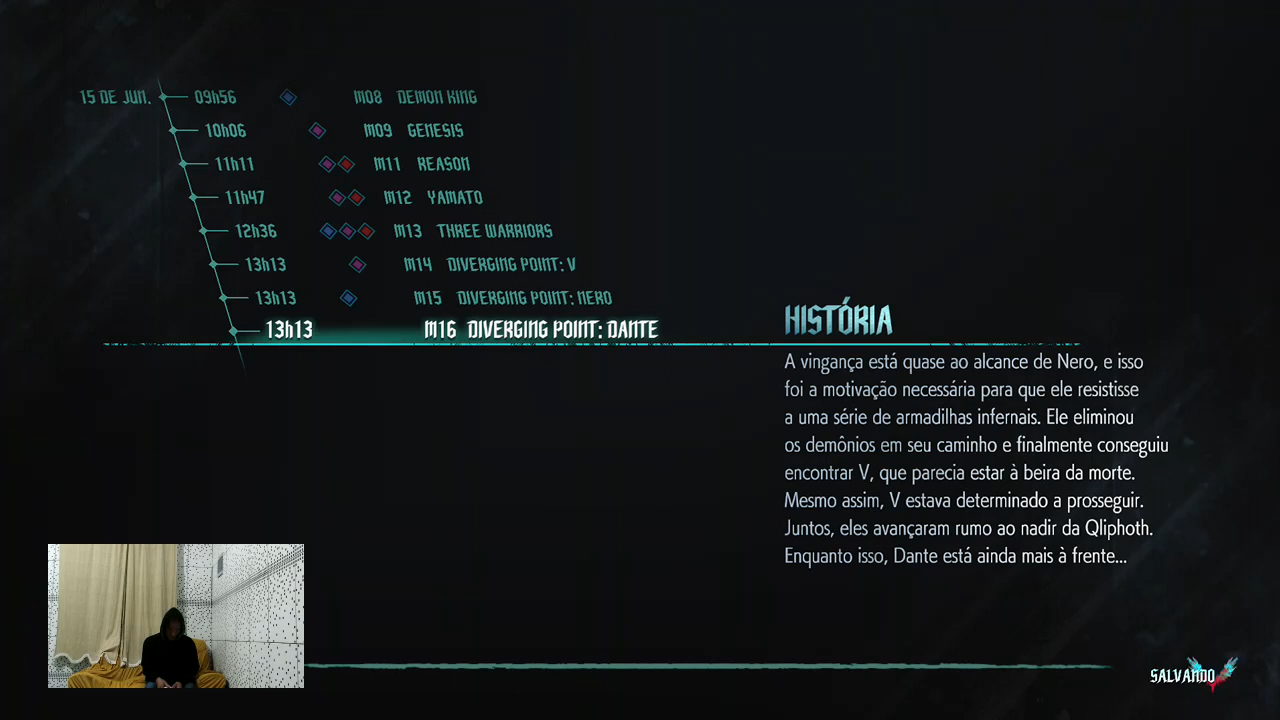 15 DE JUN. 09h56 M08 DEMON KING
10h06 M09 GENESIS
11h11 M11 REASON
11h47 M12 YAMATO
12h36 M13 THREE WARRIORS
13h13 M14 DIVERGING POINT: V
13h13 M15 DIVERGING POINT: NERO
13h13 M16 DIVERGING POINT: DANTE
HISTÓRIA
A vingança está quase ao alcance de Nero, e isso
foi a motivação necessária para que ele resistisse
a uma série de armadilhas infernais. Ele eliminou
os demônios em seu caminho e finalmente conseguiu
encontrar V, que parecia estar à beira da morte.
Mesmo assim, V estava determinado a prosseguir.
Juntos, eles avançaram rumo ao nadir da Qliphoth.
Enquanto isso, Dante está ainda mais à frente...
SALVANDO